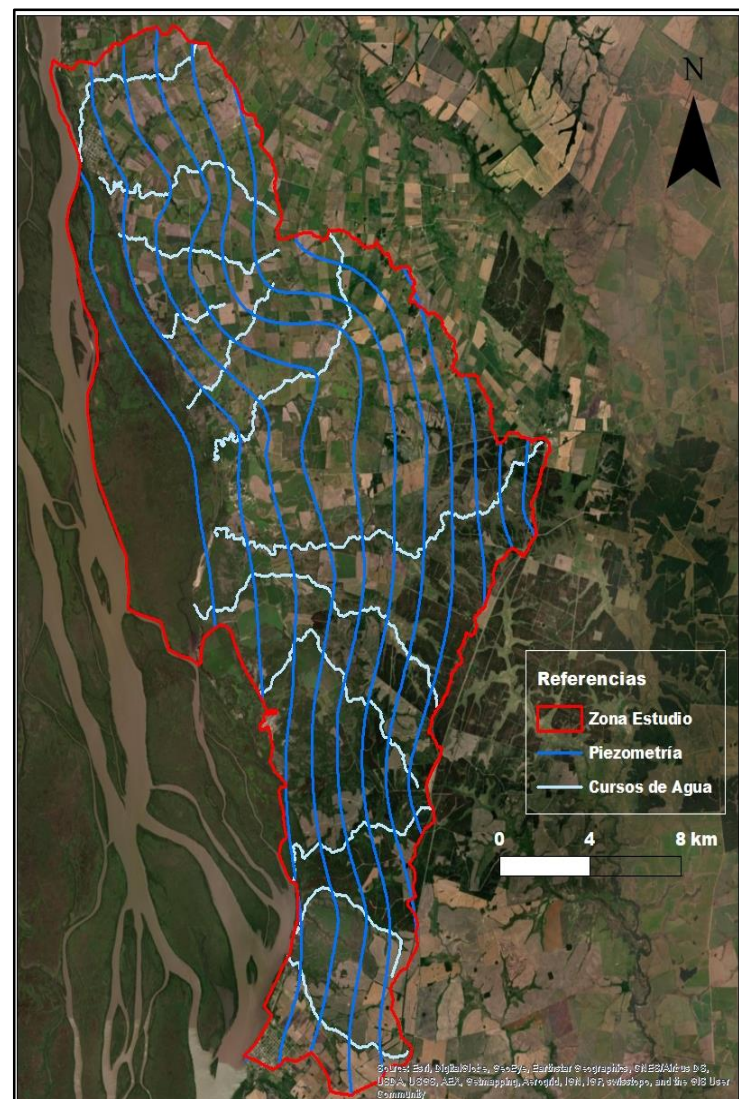 N
Referencias
Zona Estudio
Piezometría
Cursos de Agua
0 4 8 km
Source: Esri, DigitalGlobe, GeoEye, Earthstar Geographics, CNES/Airbus DS,
USDA, USGS, AEX, Getmapping, Aerogrid, IGN, IGP, swisstopo, and the GIS User
Community